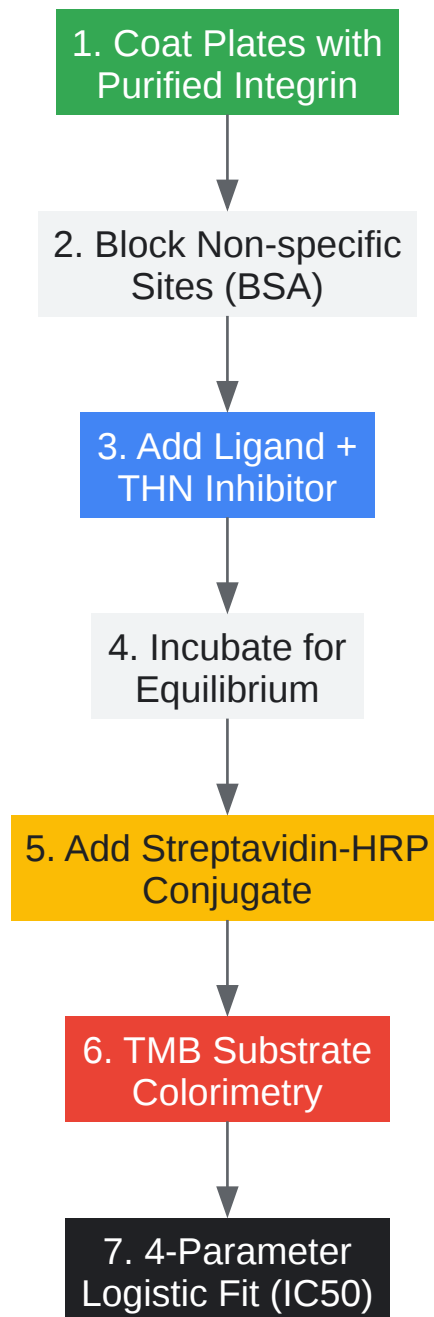 1. Coat Plates with
Purified Integrin
2. Block Non-specific
Sites (BSA)
3. Add Ligand +
THN Inhibitor
4. Incubate for
Equilibrium
5. Add Streptavidin-HRP
Conjugate
6. TMB Substrate
Colorimetry
7. 4-Parameter
Logistic Fit (IC50)